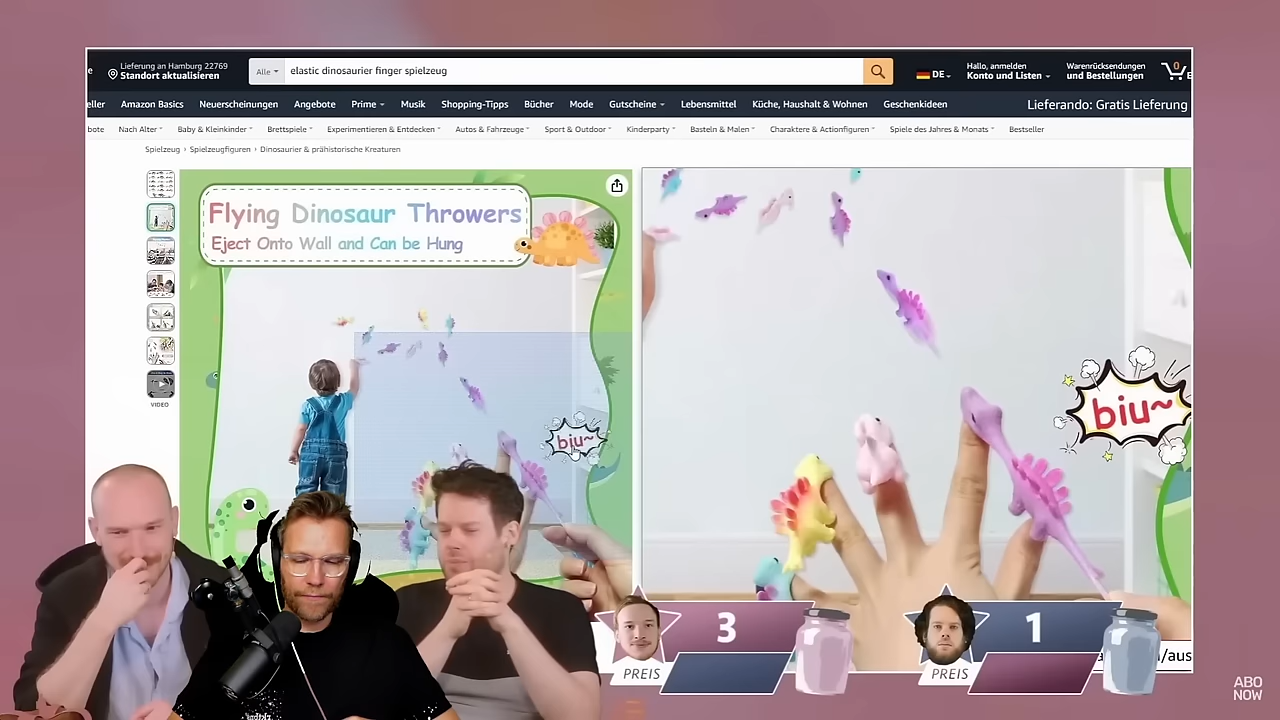 e
Lieferung an Hamburg 22769
Standort aktualisieren
Alle
elastic dinosaurier finger spielzeug
DE
Hallo, anmelden
Konto und Listen
Warenrücksendungen
und Bestellungen
0
E
eller
Amazon Basics
Neuerscheinungen
Angebote
Prime
Musik
Shopping-Tipps
Bücher
Mode
Gutscheine
Lebensmittel
Küche, Haushalt & Wohnen
Geschenkideen
Lieferando: Gratis Lieferung
bote
Nach Alter
Baby & Kleinkinder
Brettspiele
Experimentieren & Entdecken
Autos & Fahrzeuge
Sport & Outdoor
Kinderparty
Basteln & Malen
Charaktere & Actionfiguren
Spiele des Jahres & Monats
Bestseller
Spielzeug › Spielzeugfiguren › Dinosaurier & prähistorische Kreaturen
Flying Dinosaur Throwers
Eject Onto Wall and Can be Hung
biu~
biu~
VIDEO
3
PREIS
1
PREIS
/aus
ABO
NOW